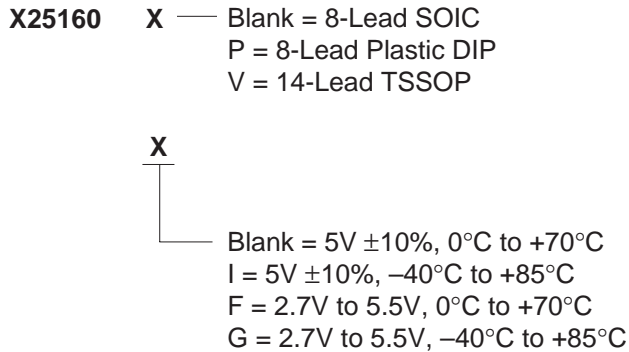 X25160 X Blank = 8-Lead SOIC
P = 8-Lead Plastic DIP
V = 14-Lead TSSOP
X
Blank = 5V ±10%, 0°C to +70°C
I = 5V ±10%, –40°C to +85°C
F = 2.7V to 5.5V, 0°C to +70°C
G = 2.7V to 5.5V, –40°C to +85°C